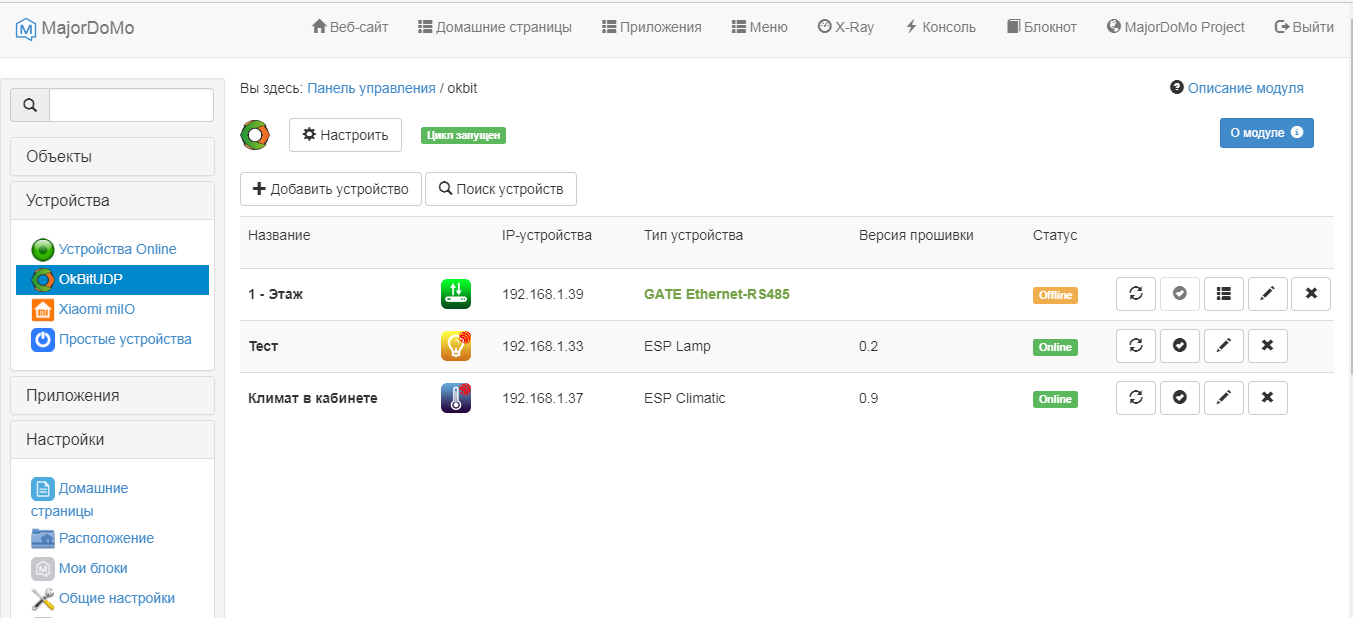 MajorDoMo
Веб-сайт
Домашние страницы
Приложения
Меню
X-Ray
Консоль
Блокнот
MajorDoMo Project
Выйти
Вы здесь: Панель управления / okbit
Описание модуля
Настроить
Цикл запущен
О модуле
Добавить устройство
Поиск устройств
Объекты
Устройства
Устройства Online
OkBitUDP
Xiaomi miIO
Простые устройства
Приложения
Настройки
Домашние
страницы
Расположение
Мои блоки
Общие настройки
Название IP-устройства Тип устройства Версия прошивки Статус
1 - Этаж 192.168.1.39 GATE Ethernet-RS485 Offline
Тест 192.168.1.33 ESP Lamp 0.2 Online
Климат в кабинете 192.168.1.37 ESP Climatic 0.9 Online